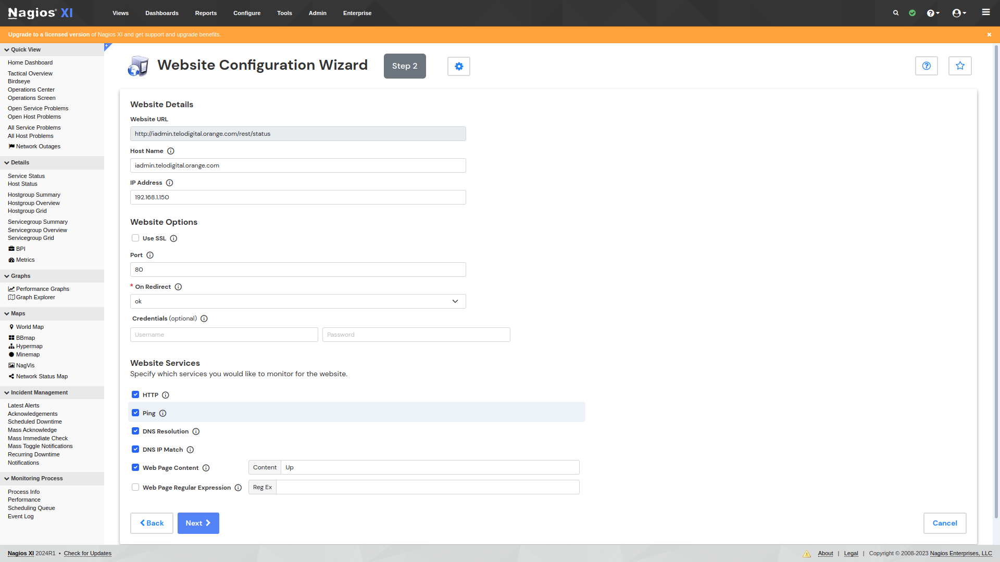 Nagios® XI
Views Dashboards Reports Configure Tools Admin Enterprise
Upgrade to a licensed version of Nagios XI and get support and upgrade benefits.
Quick View
Home Dashboard
Tactical Overview
Birdseye
Operations Center
Operations Screen
Open Service Problems
Open Host Problems
All Service Problems
All Host Problems
Network Outages
Details
Service Status
Host Status
Hostgroup Summary
Hostgroup Overview
Hostgroup Grid
Servicegroup Summary
Servicegroup Overview
Servicegroup Grid
BPI
Metrics
Graphs
Performance Graphs
Graph Explorer
Maps
World Map
BBmap
Hypermap
Minemap
NagVis
Network Status Map
Incident Management
Latest Alerts
Acknowledgements
Scheduled Downtime
Mass Acknowledge
Mass Immediate Check
Mass Toggle Notifications
Recurring Downtime
Notifications
Monitoring Process
Process Info
Performance
Scheduling Queue
Event Log
Website Configuration Wizard Step 2
Website Details
Website URL
http://iadmin.telodigital.orange.com/rest/status
Host Name
iadmin.telodigital.orange.com
IP Address
192.168.1.150
Website Options
Use SSL
Port
80
* On Redirect
ok
Credentials (optional)
Username Password
Website Services
Specify which services you would like to monitor for the website.
HTTP
Ping
DNS Resolution
DNS IP Match
Web Page Content Content Up
Web Page Regular Expression Reg Ex
Back Next Cancel
Nagios XI 2024R1 • Check for Updates About | Legal | Copyright © 2008-2023 Nagios Enterprises, LLC